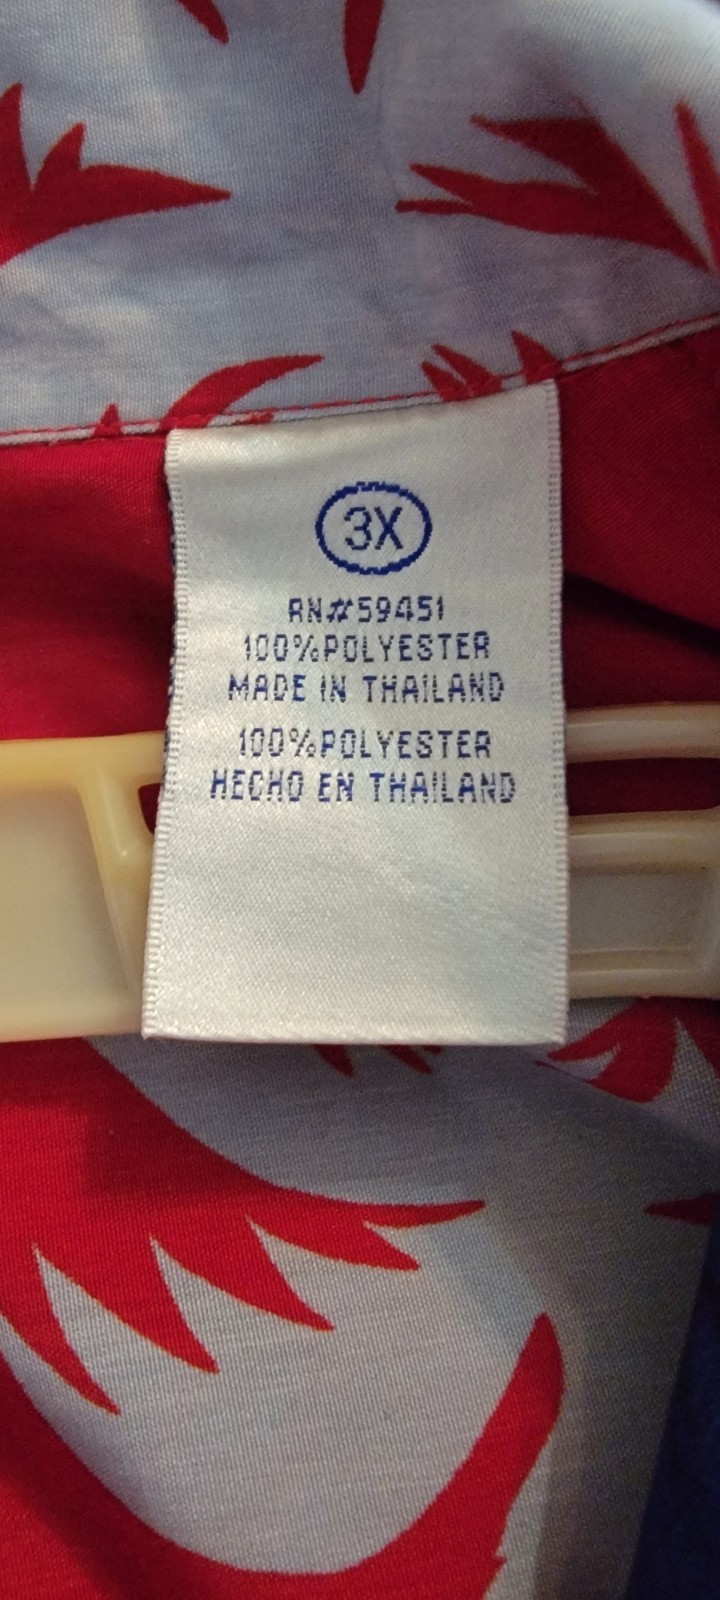 3X
RN#59451
100%POLYESTER
MADE IN THAILAND
100%POLYESTER
HECHO EN THAILAND